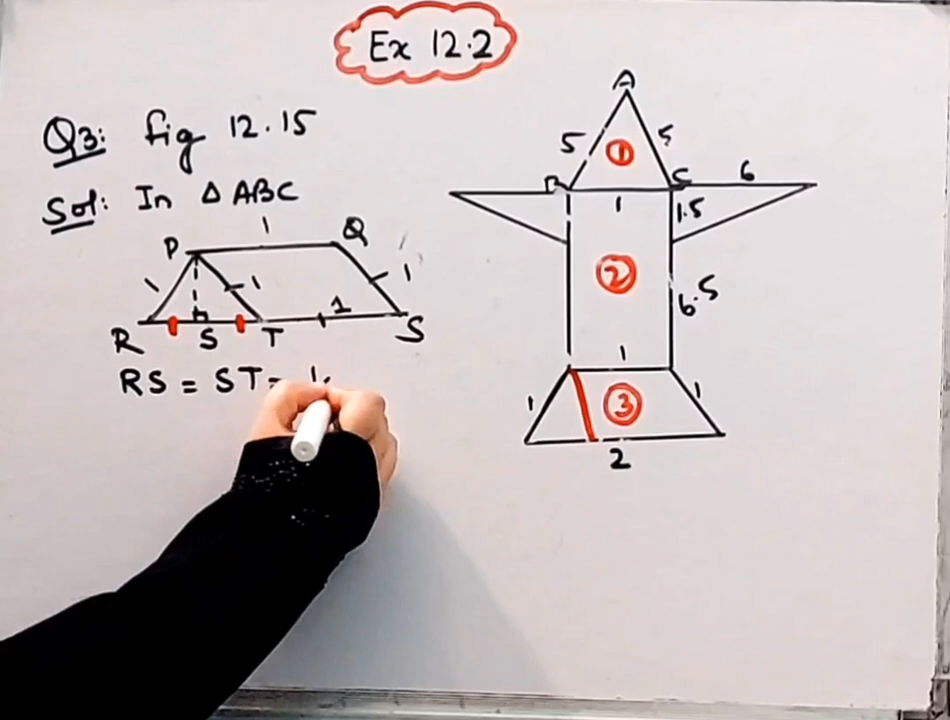 Ex 12.2
Q3: fig 12.15
Sol: In △ ABC
P 1 Q
1 1 1
R S T 1 S
RS = ST =
A
5 ① 5
B C 6
1 1.5
②
6.5
1
1 ③ 1
2